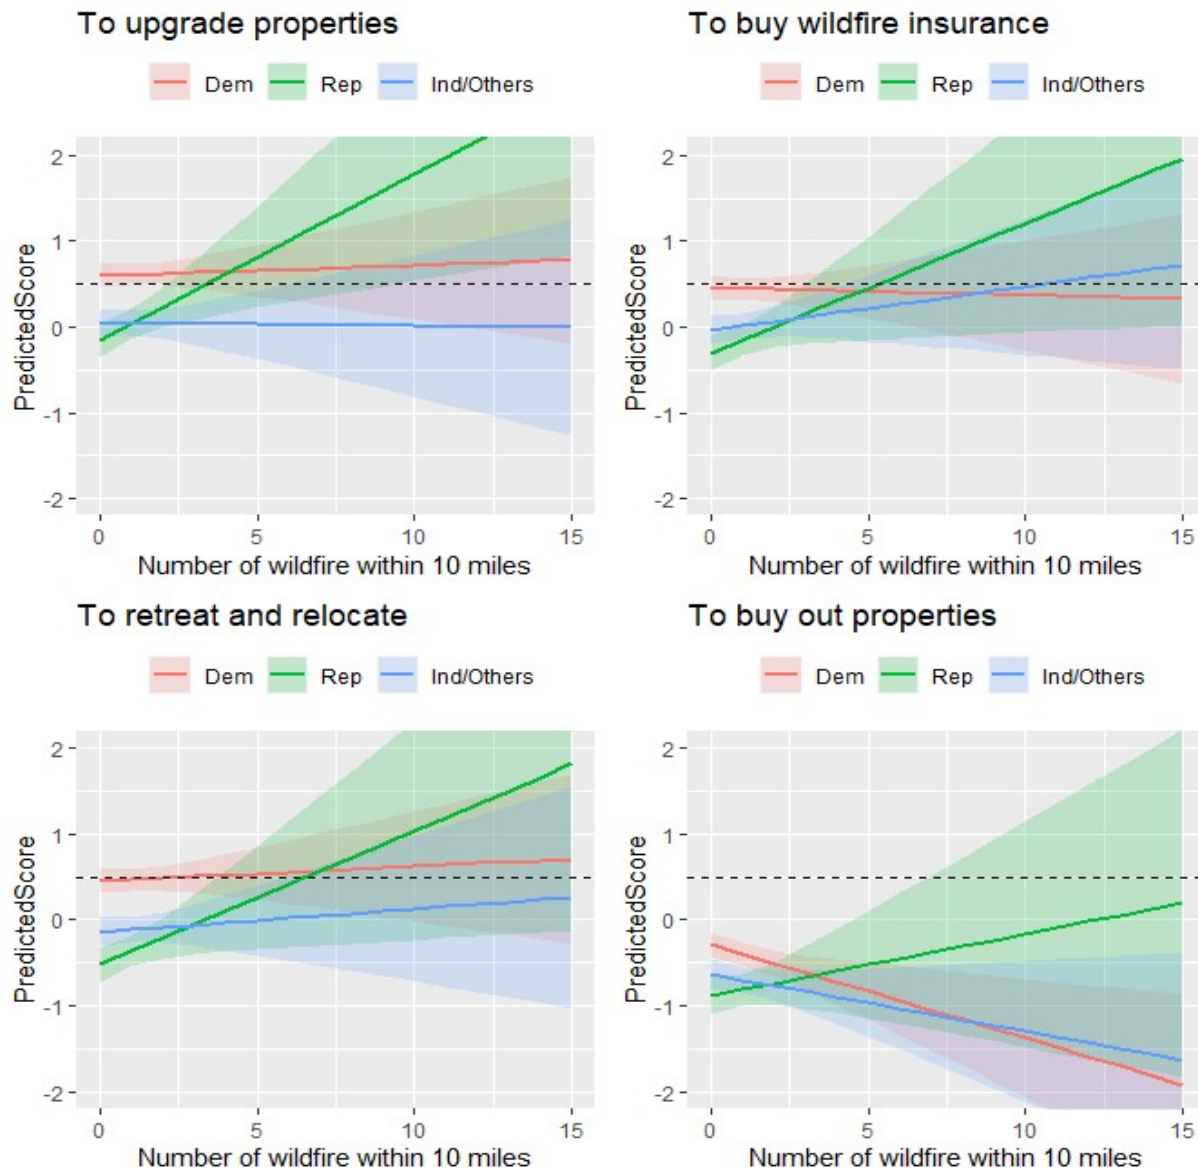 To upgrade properties
Dem Rep Ind/Others
PredictedScore
2
1
0
-1
-2
0 5 10 15
Number of wildfire within 10 miles
To buy wildfire insurance
Dem Rep Ind/Others
PredictedScore
2
1
0
-1
-2
0 5 10 15
Number of wildfire within 10 miles
To retreat and relocate
Dem Rep Ind/Others
PredictedScore
2
1
0
-1
-2
0 5 10 15
Number of wildfire within 10 miles
To buy out properties
Dem Rep Ind/Others
PredictedScore
2
1
0
-1
-2
0 5 10 15
Number of wildfire within 10 miles